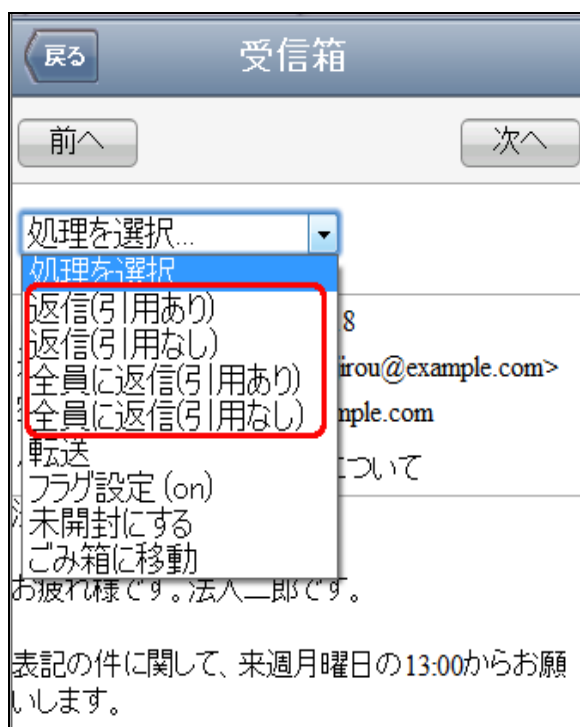 戻る 受信箱
前へ 次へ
処理を選択...
処理を選択
返信(引用あり)
返信(引用なし)
全員に返信(引用あり)
全員に返信(引用なし)
転送
フラグ設定 (on)
未開封にする
ごみ箱に移動
8
irou@example.com>
mple.com
について
お疲れ様です。法人二郎です。
表記の件に関して、来週月曜日の13:00からお願
いします。